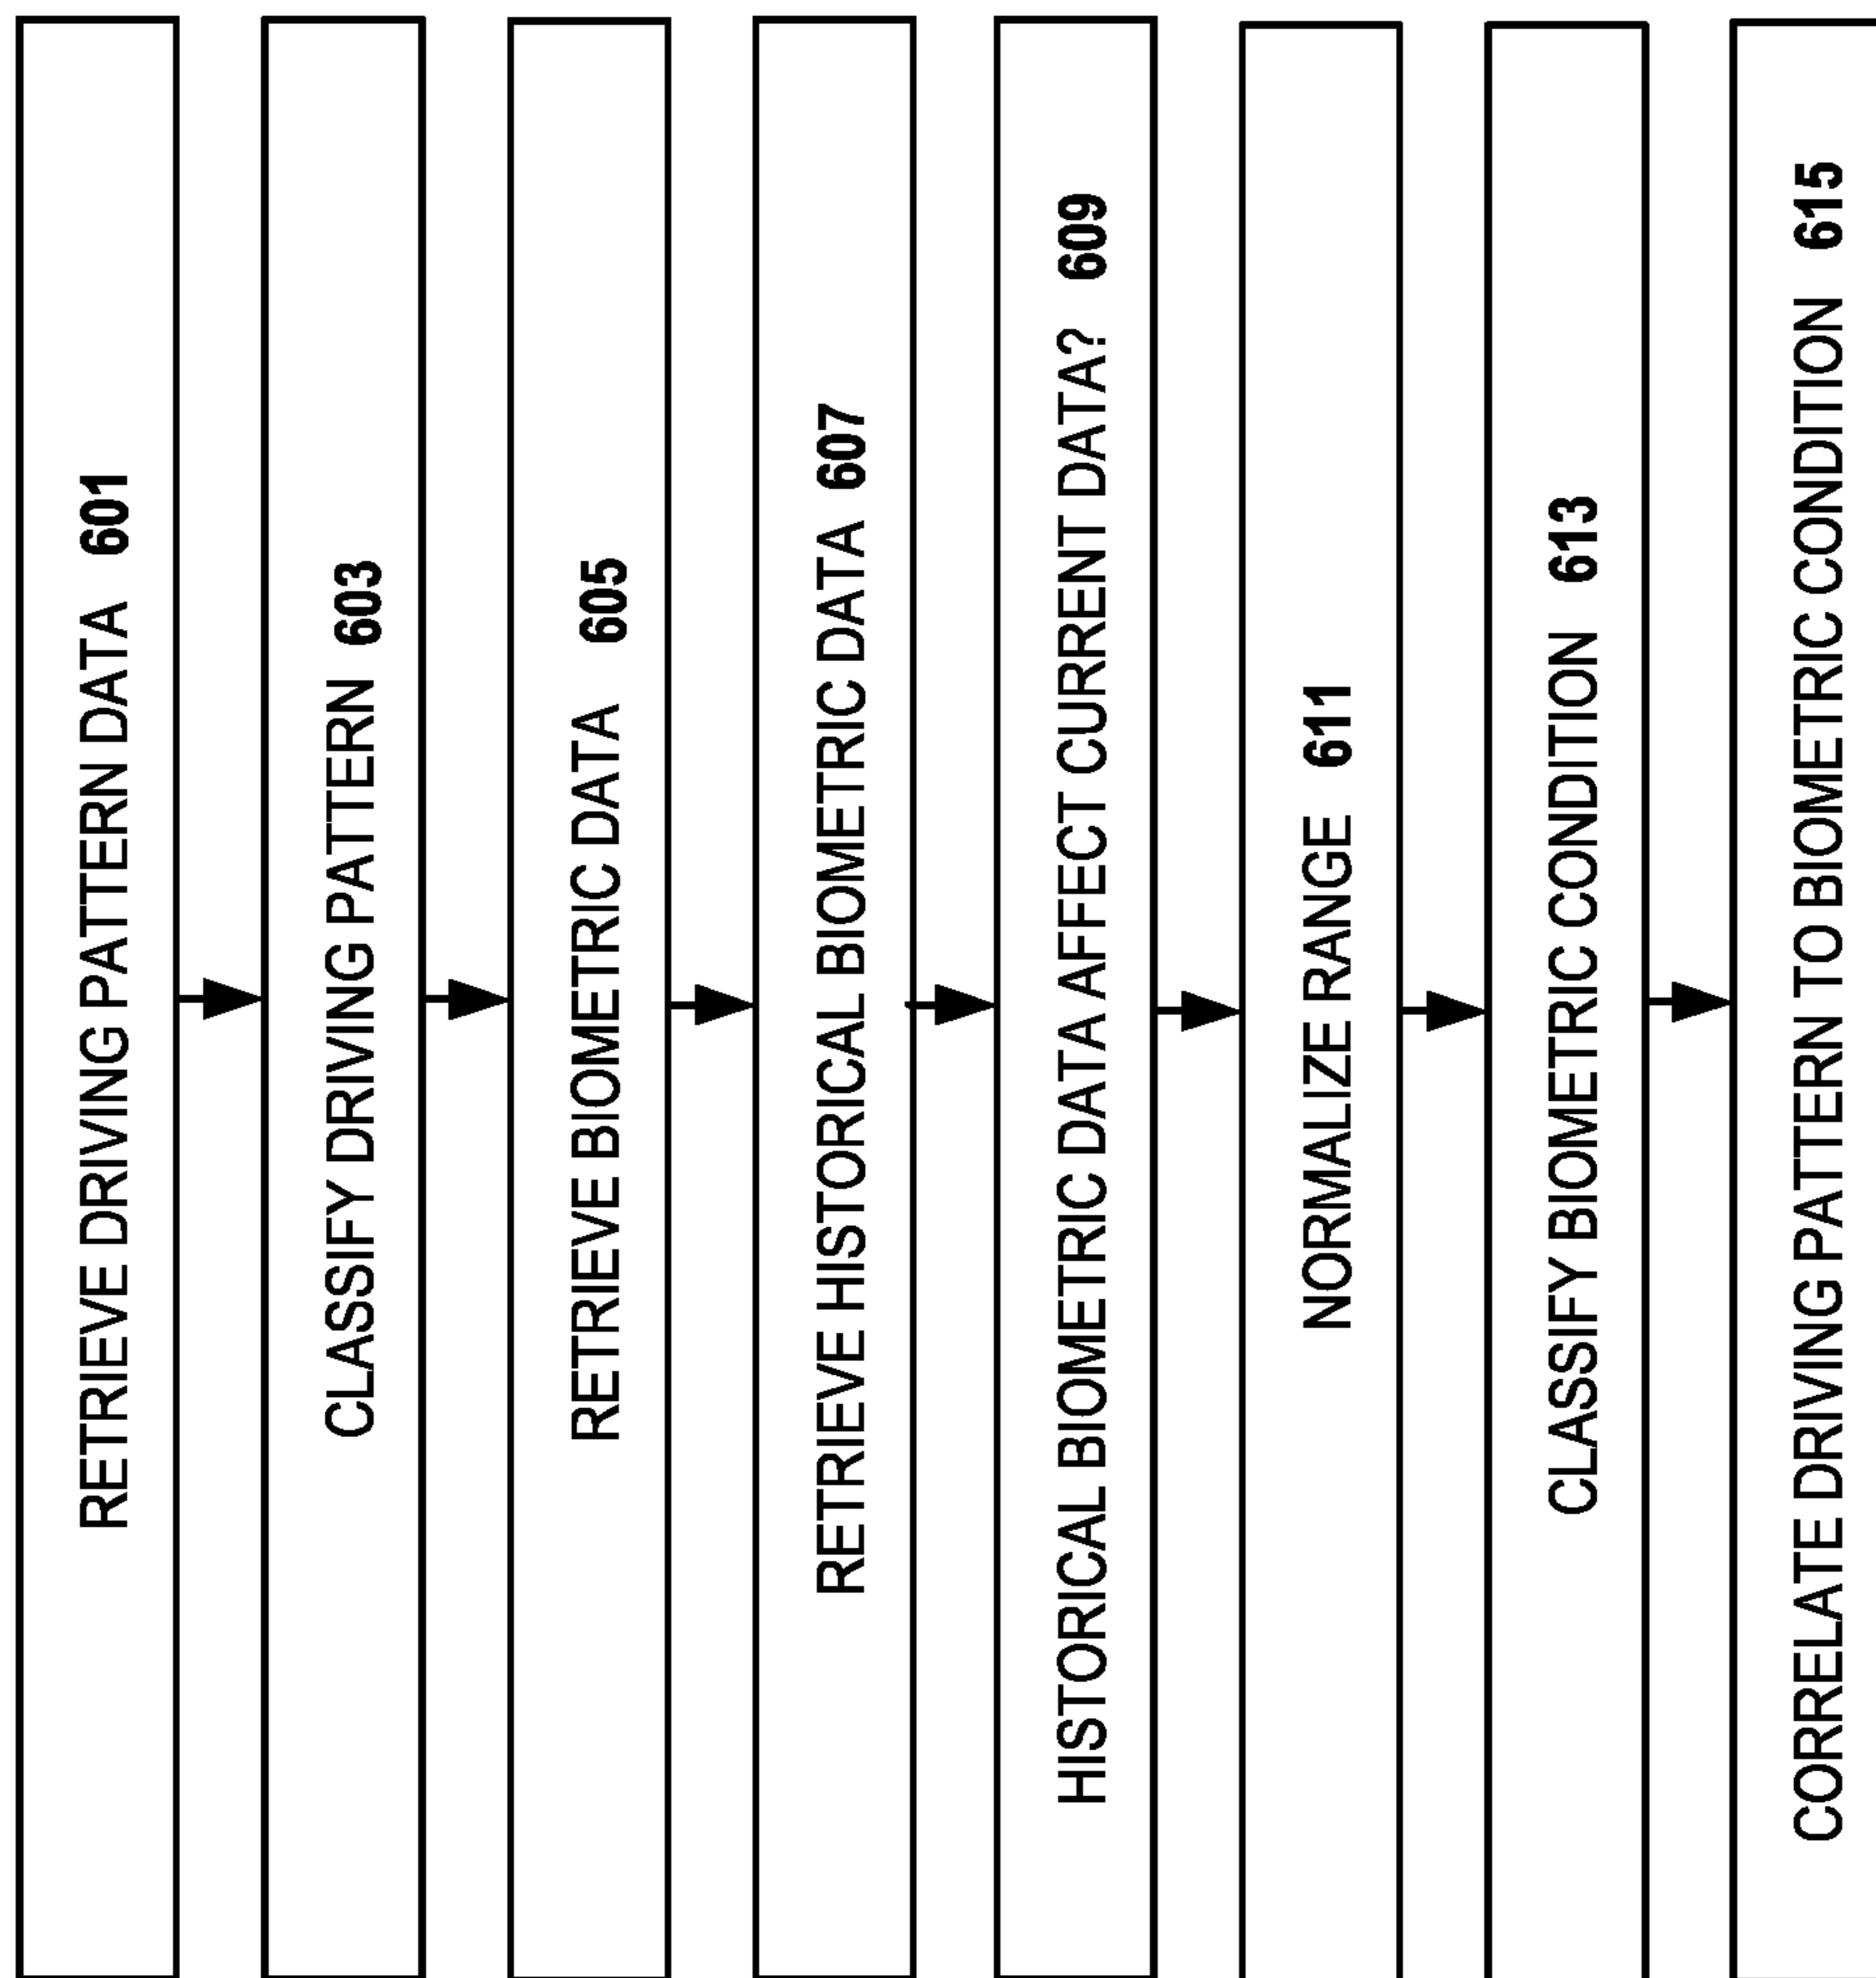 RETRIEVE DRIVING PATTERN DATA 601
CLASSIFY DRIVING PATTERN 603
RETRIEVE BIOMETRIC DATA 605
RETRIEVE HISTORICAL BIOMETRIC DATA 607
HISTORICAL BIOMETRIC DATA AFFECT CURRENT DATA? 609
NORMALIZE RANGE 611
CLASSIFY BIOMETRIC CONDITION 613
CORRELATE DRIVING PATTERN TO BIOMETRIC CONDITION 615